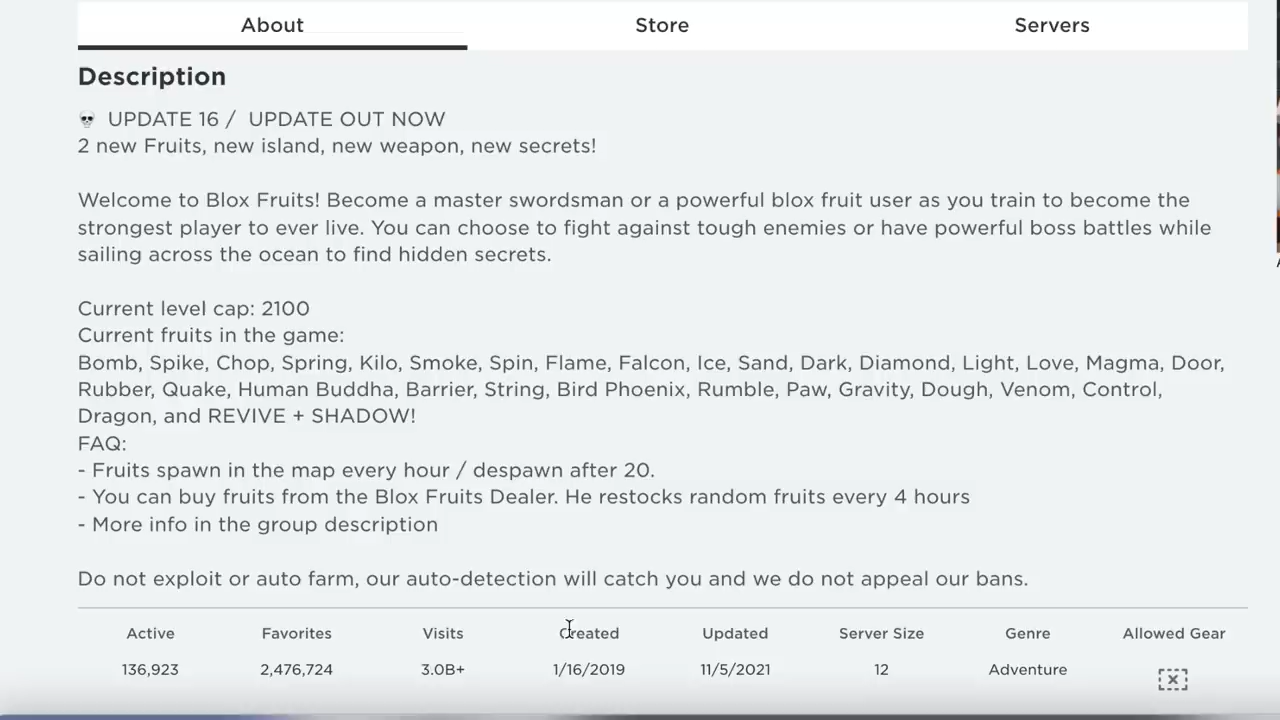 About Store Servers
Description
💀 UPDATE 16 / UPDATE OUT NOW
2 new Fruits, new island, new weapon, new secrets!
Welcome to Blox Fruits! Become a master swordsman or a powerful blox fruit user as you train to become the
strongest player to ever live. You can choose to fight against tough enemies or have powerful boss battles while
sailing across the ocean to find hidden secrets.
Current level cap: 2100
Current fruits in the game:
Bomb, Spike, Chop, Spring, Kilo, Smoke, Spin, Flame, Falcon, Ice, Sand, Dark, Diamond, Light, Love, Magma, Door,
Rubber, Quake, Human Buddha, Barrier, String, Bird Phoenix, Rumble, Paw, Gravity, Dough, Venom, Control,
Dragon, and REVIVE + SHADOW!
FAQ:
- Fruits spawn in the map every hour / despawn after 20.
- You can buy fruits from the Blox Fruits Dealer. He restocks random fruits every 4 hours
- More info in the group description
Do not exploit or auto farm, our auto-detection will catch you and we do not appeal our bans.
Active Favorites Visits Created Updated Server Size Genre Allowed Gear
136,923 2,476,724 3.0B+ 1/16/2019 11/5/2021 12 Adventure